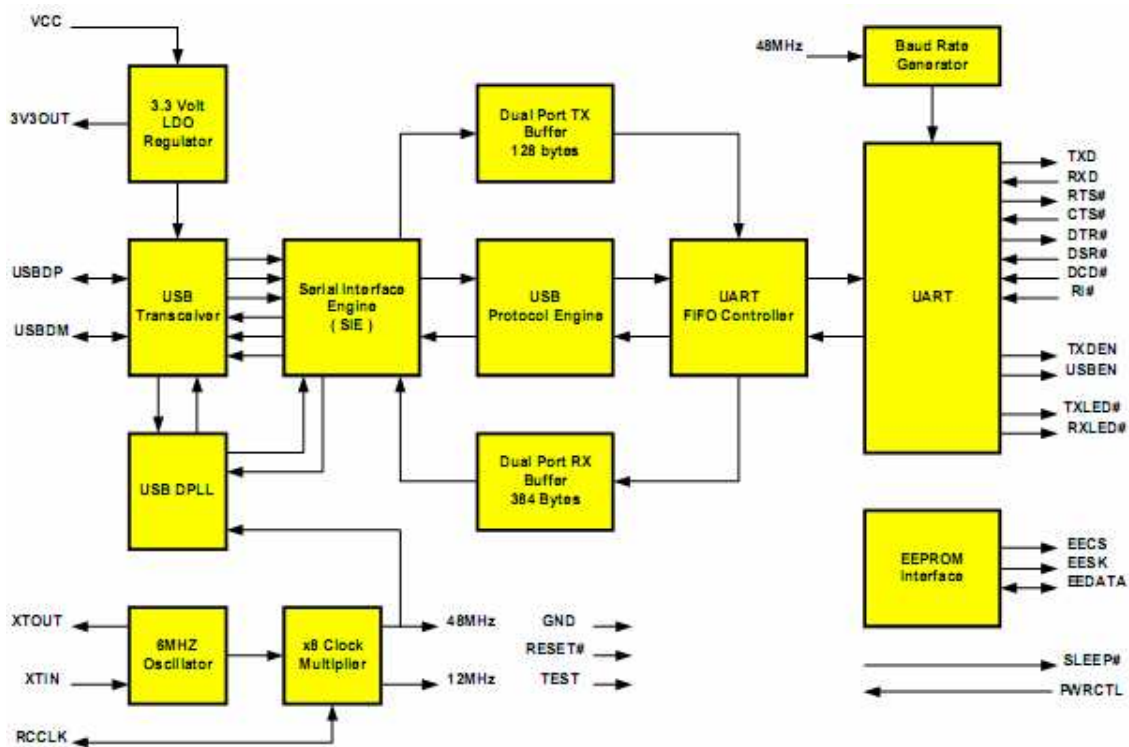 VCC
48MHz
Baud Rate
Generator
3V3OUT
3.3 Volt
LDO
Regulator
Dual Port TX
Buffer
128 bytes
TXD
RXD
RTS#
CTS#
DTR#
DSR#
DCD#
RI#
USBDP
USBDM
USB
Transceiver
Serial Interface
Engine
( SIE )
USB
Protocol Engine
UART
FIFO Controller
UART
TXDEN
USBEN
TXLED#
RXLED#
USB DPLL
Dual Port RX
Buffer
384 Bytes
EEPROM
Interface
EECS
EESK
EEDATA
XTOUT
XTIN
6MHZ
Oscillator
x8 Clock
Multiplier
48MHz
12MHz
GND
RESET#
TEST
SLEEP#
PWRCTL
RCCLK